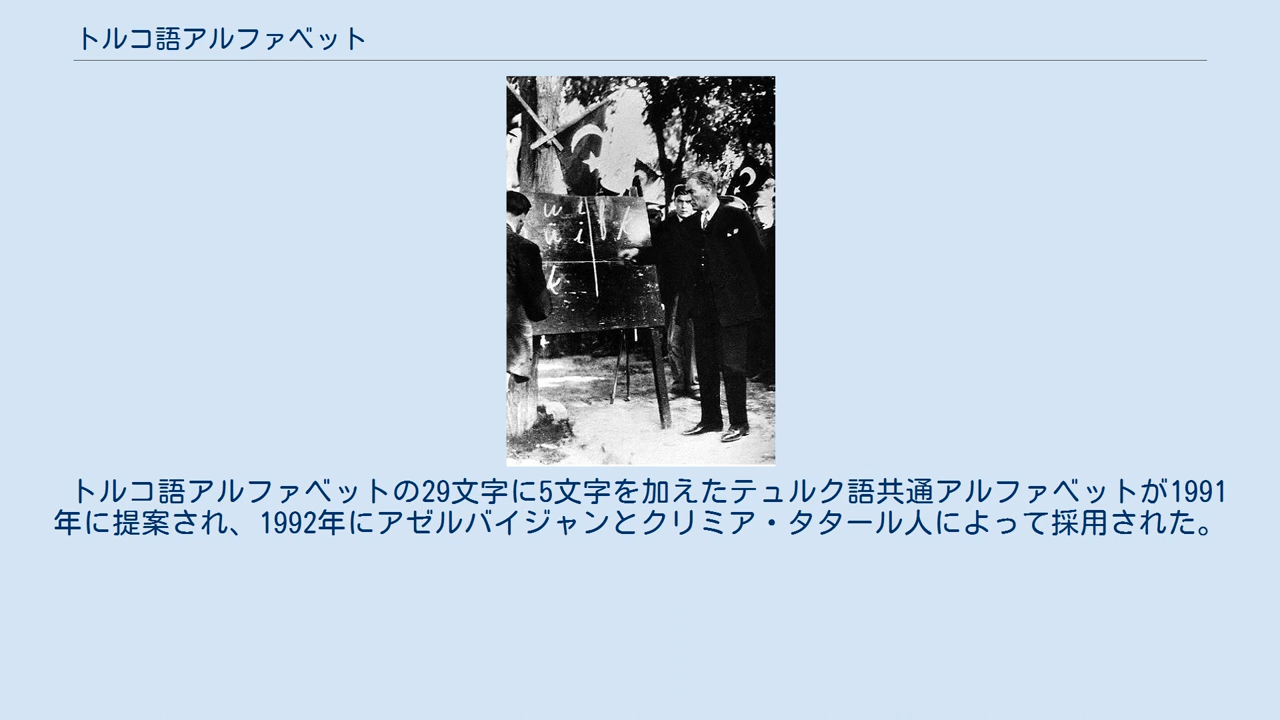 トルコ語アルファベット
w i
ü i
k
トルコ語アルファベットの29文字に5文字を加えたテュルク語共通アルファベットが1991
年に提案され、1992年にアゼルバイジャンとクリミア・タタール人によって採用された。